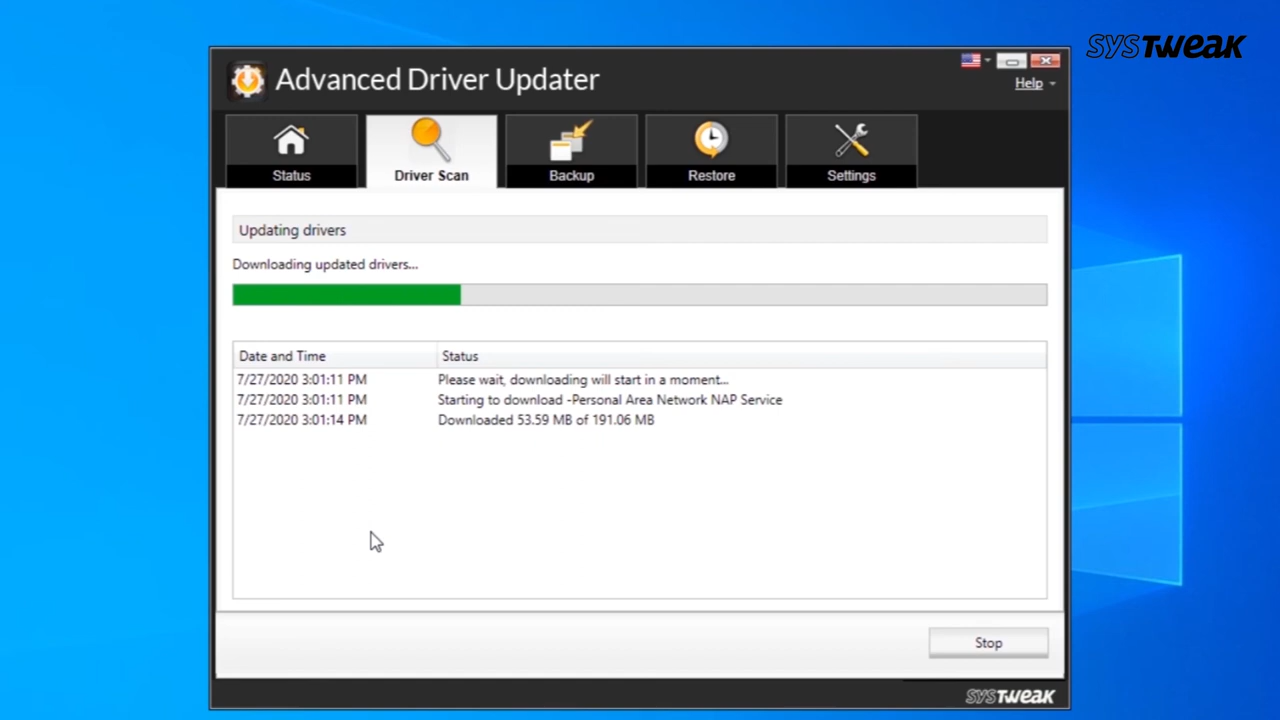 SYSTWEAK
Advanced Driver Updater
Help
Status
Driver Scan
Backup
Restore
Settings
Updating drivers
Downloading updated drivers...
Date and Time Status
7/27/2020 3:01:11 PM Please wait, downloading will start in a moment...
7/27/2020 3:01:11 PM Starting to download -Personal Area Network NAP Service
7/27/2020 3:01:14 PM Downloaded 53.59 MB of 191.06 MB
Stop
SYSTWEAK